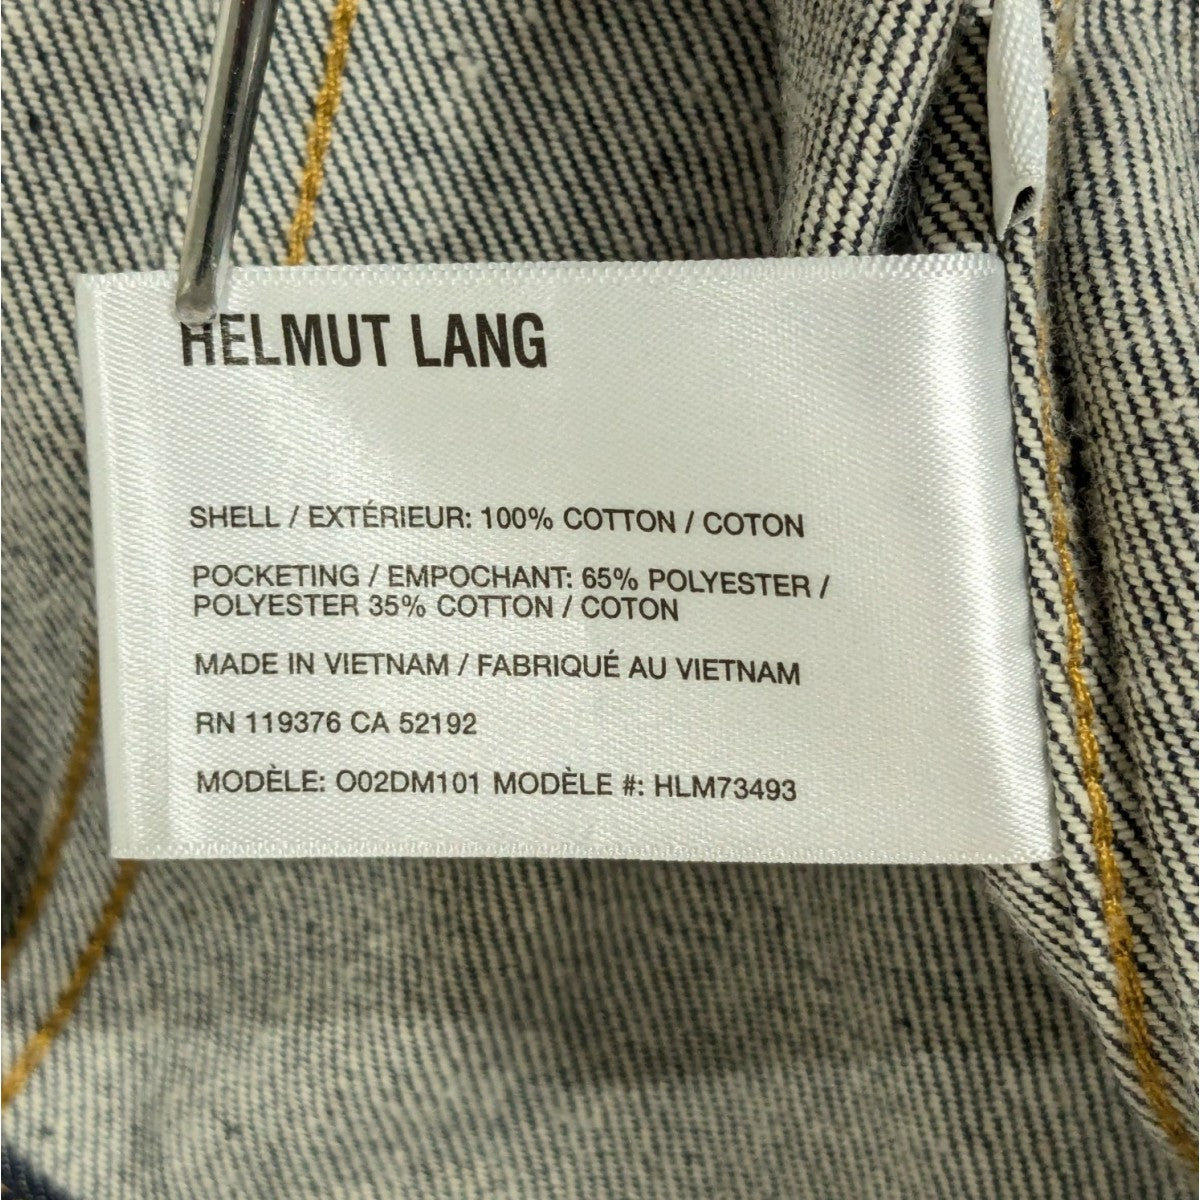 HELMUT LANG
SHELL / EXTÉRIEUR: 100% COTTON / COTON
POCKETING / EMPOCHANT: 65% POLYESTER /
POLYESTER 35% COTTON / COTON
MADE IN VIETNAM / FABRIQUÉ AU VIETNAM
RN 119376 CA 52192
MODÈLE: O02DM101 MODÈLE #: HLM73493